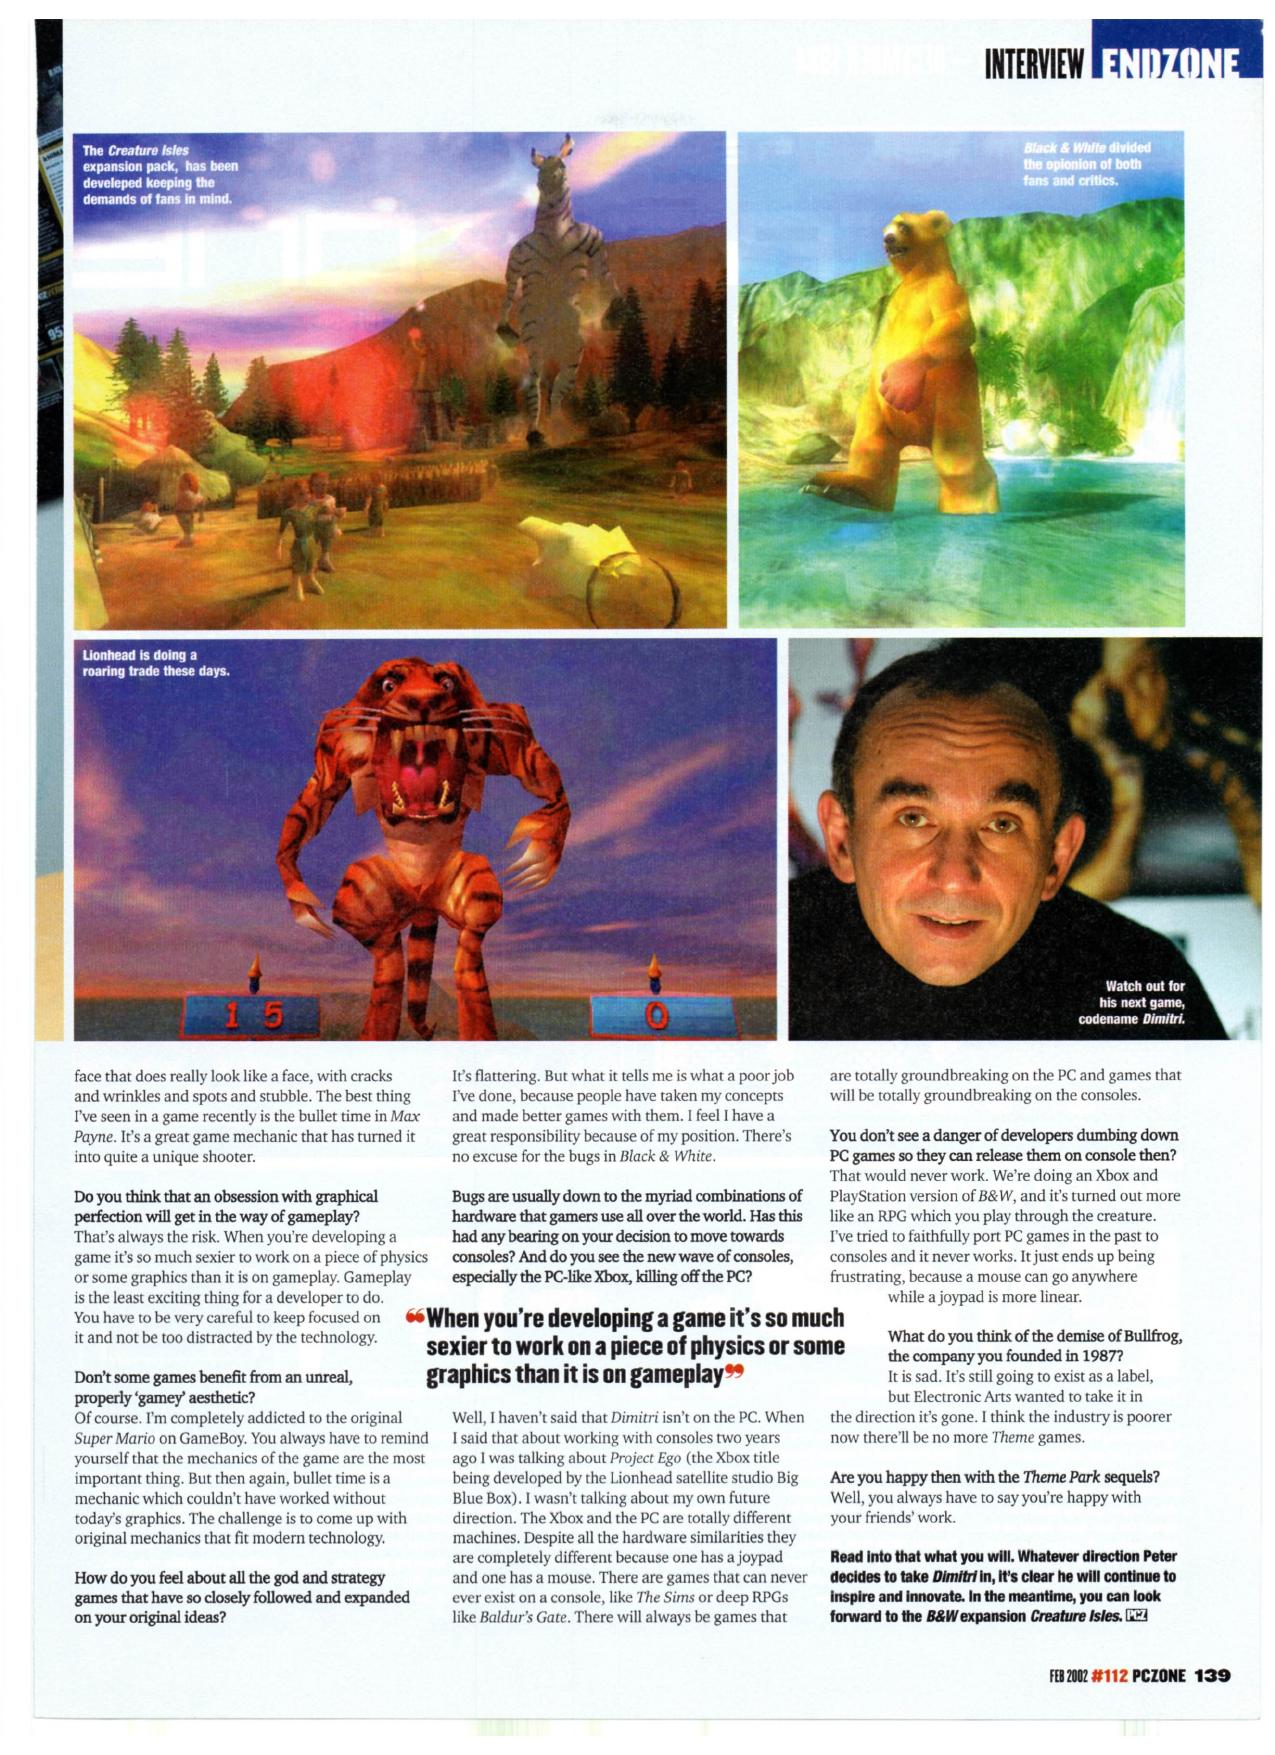 INTERVIEW ENDZONE
The Creature Isles
expansion pack, has been
develeped keeping the
demands of fans in mind.
Black & White divided
the opionion of both
fans and critics.
Lionhead is doing a
roaring trade these days.
1 5
0
Watch out for
his next game,
codename Dimitri.
face that does really look like a face, with cracks
and wrinkles and spots and stubble. The best thing
I've seen in a game recently is the bullet time in Max
Payne. It's a great game mechanic that has turned it
into quite a unique shooter.
Do you think that an obsession with graphical
perfection will get in the way of gameplay?
That's always the risk. When you're developing a
game it's so much sexier to work on a piece of physics
or some graphics than it is on gameplay. Gameplay
is the least exciting thing for a developer to do.
You have to be very careful to keep focused on
it and not be too distracted by the technology.
Don't some games benefit from an unreal,
properly 'gamey' aesthetic?
Of course. I'm completely addicted to the original
Super Mario on GameBoy. You always have to remind
yourself that the mechanics of the game are the most
important thing. But then again, bullet time is a
mechanic which couldn't have worked without
today's graphics. The challenge is to come up with
original mechanics that fit modern technology.
How do you feel about all the god and strategy
games that have so closely followed and expanded
on your original ideas?
It's flattering. But what it tells me is what a poor job
I've done, because people have taken my concepts
and made better games with them. I feel I have a
great responsibility because of my position. There's
no excuse for the bugs in Black & White.
Bugs are usually down to the myriad combinations of
hardware that gamers use all over the world. Has this
had any bearing on your decision to move towards
consoles? And do you see the new wave of consoles,
especially the PC-like Xbox, killing off the PC?
“When you're developing a game it's so much
sexier to work on a piece of physics or some
graphics than it is on gameplay”
Well, I haven't said that Dimitri isn't on the PC. When
I said that about working with consoles two years
ago I was talking about Project Ego (the Xbox title
being developed by the Lionhead satellite studio Big
Blue Box). I wasn't talking about my own future
direction. The Xbox and the PC are totally different
machines. Despite all the hardware similarities they
are completely different because one has a joypad
and one has a mouse. There are games that can never
ever exist on a console, like The Sims or deep RPGs
like Baldur's Gate. There will always be games that
are totally groundbreaking on the PC and games that
will be totally groundbreaking on the consoles.
You don't see a danger of developers dumbing down
PC games so they can release them on console then?
That would never work. We're doing an Xbox and
PlayStation version of B&W, and it's turned out more
like an RPG which you play through the creature.
I've tried to faithfully port PC games in the past to
consoles and it never works. It just ends up being
frustrating, because a mouse can go anywhere
while a joypad is more linear.
What do you think of the demise of Bullfrog,
the company you founded in 1987?
It is sad. It's still going to exist as a label,
but Electronic Arts wanted to take it in
the direction it's gone. I think the industry is poorer
now there'll be no more Theme games.
Are you happy then with the Theme Park sequels?
Well, you always have to say you're happy with
your friends' work.
Read into that what you will. Whatever direction Peter
decides to take Dimitri in, it's clear he will continue to
inspire and innovate. In the meantime, you can look
forward to the B&W expansion Creature Isles. PCZ
FEB 2002 #112 PCZONE 139